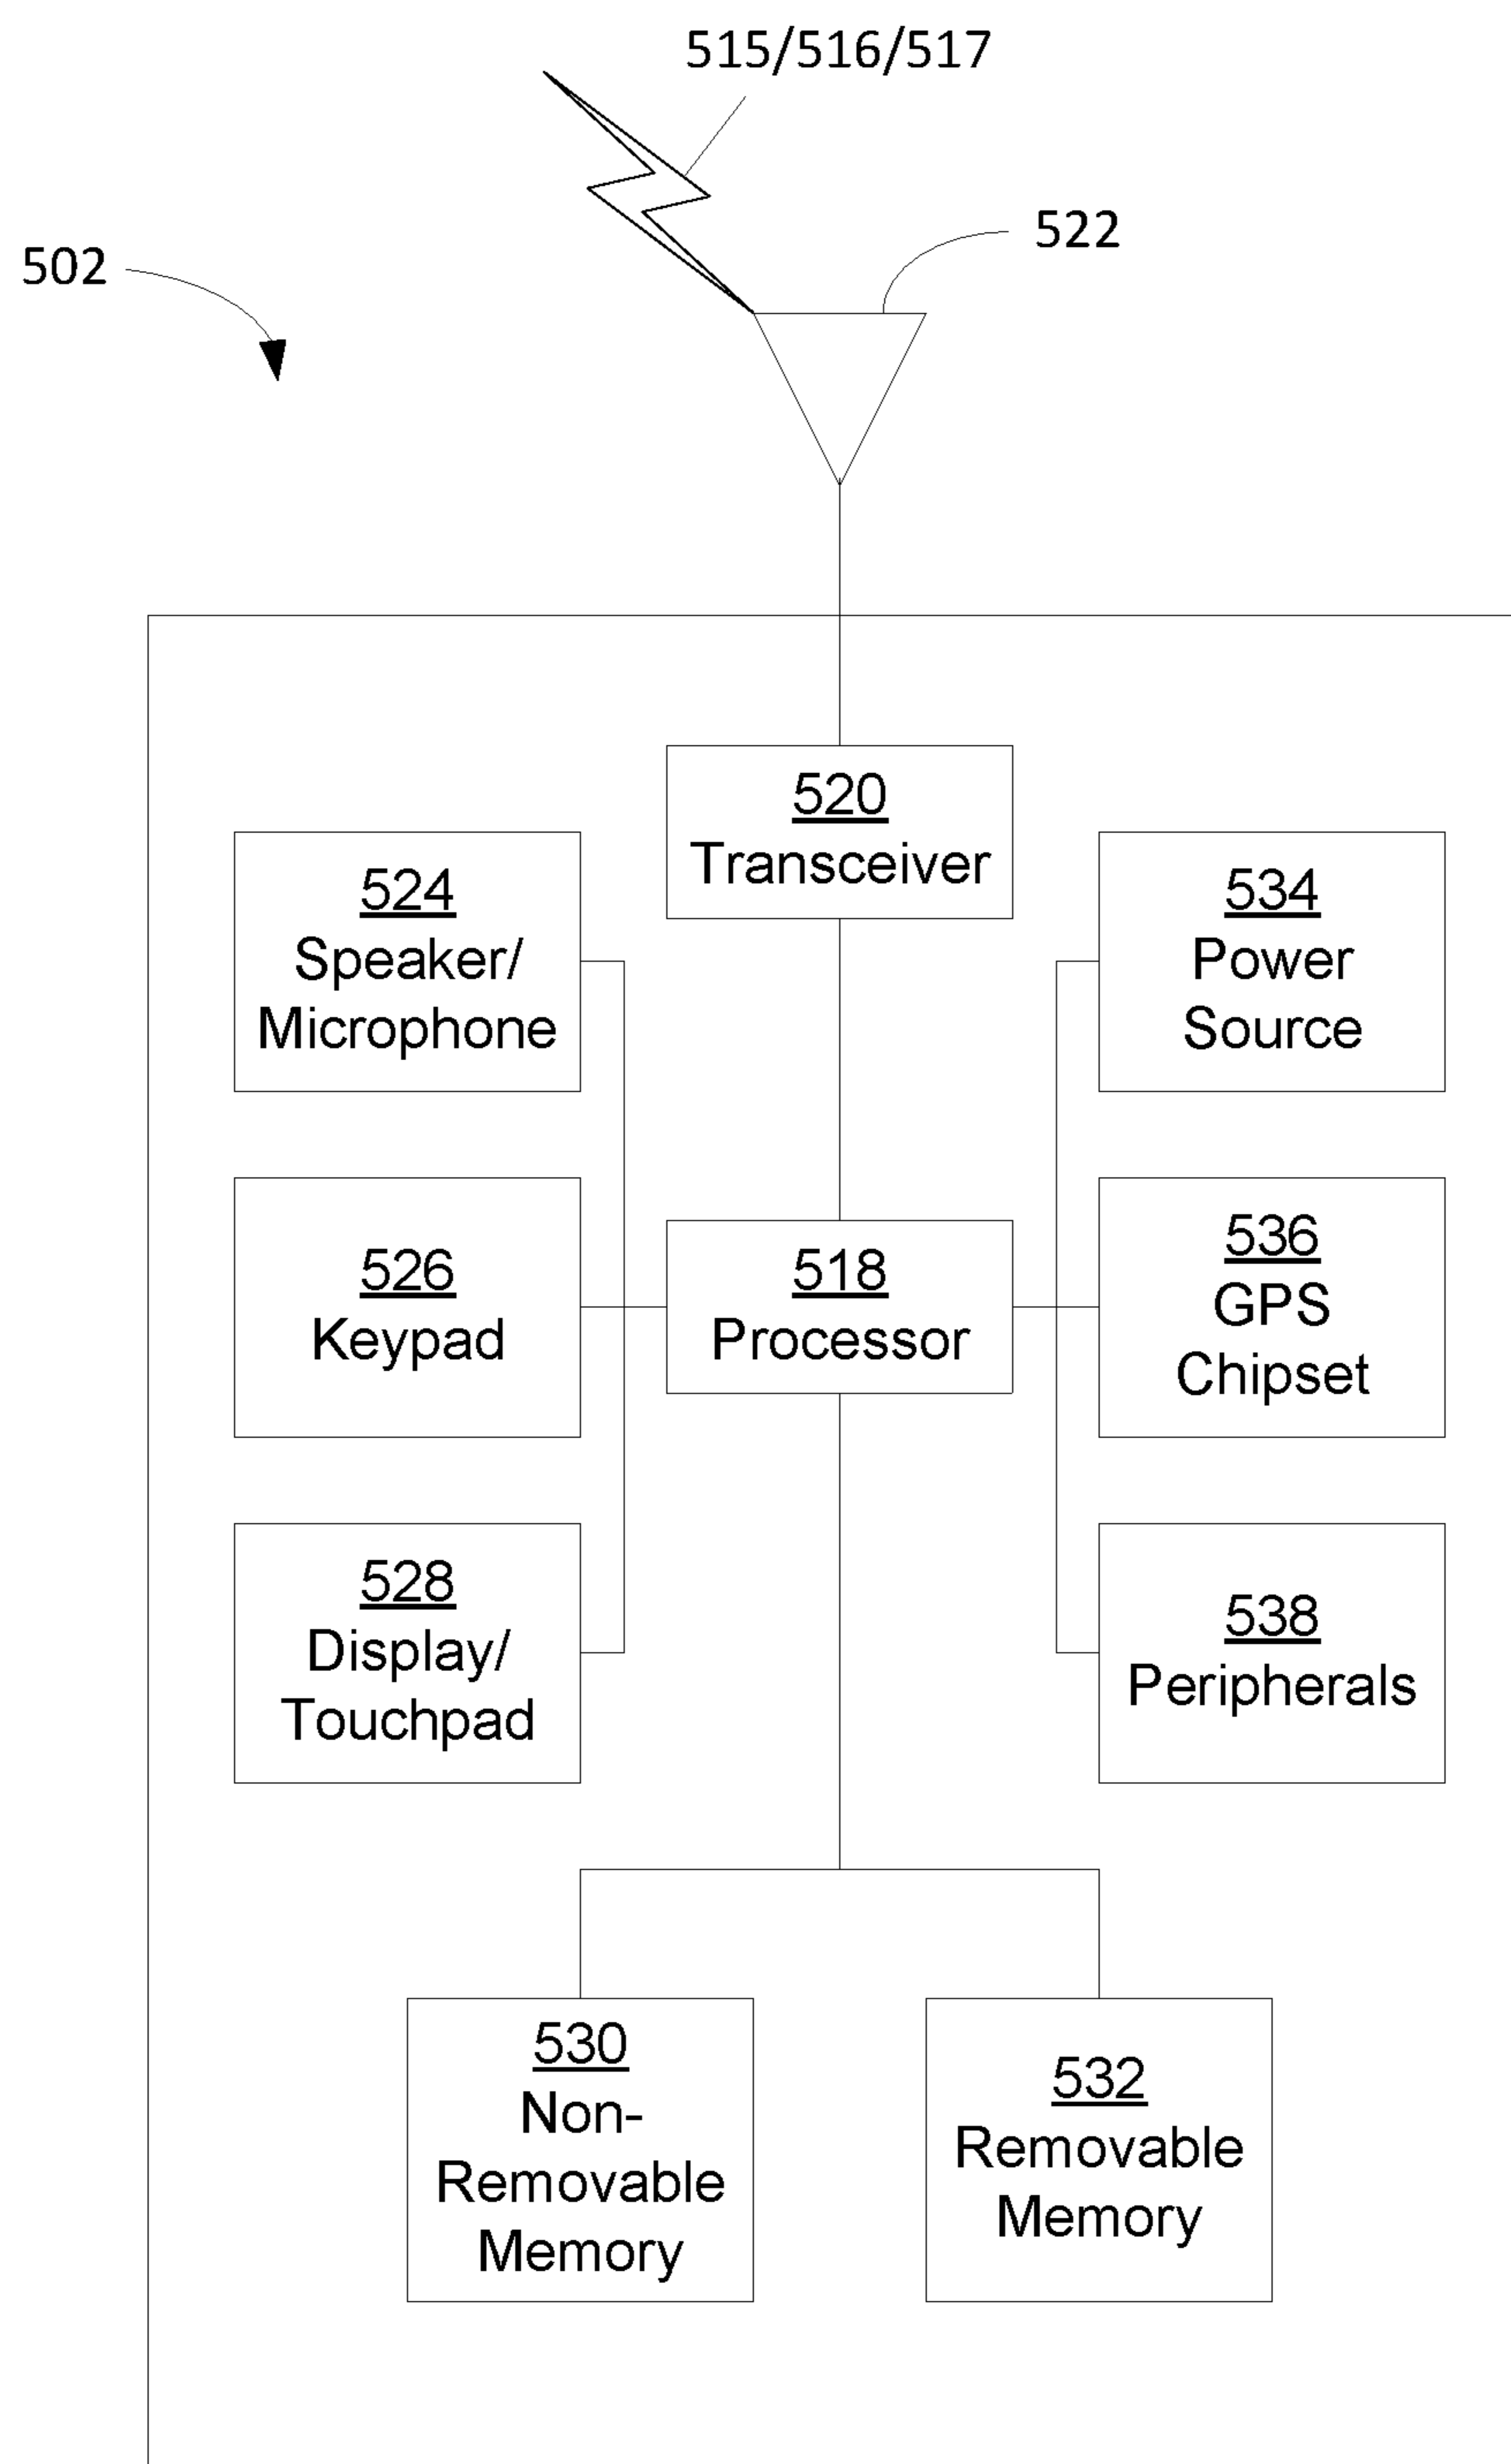 515/516/517
522
502
520
Transceiver
524
Speaker/
Microphone
534
Power
Source
526
Keypad
518
Processor
536
GPS
Chipset
528
Display/
Touchpad
538
Peripherals
530
Non-
Removable
Memory
532
Removable
Memory